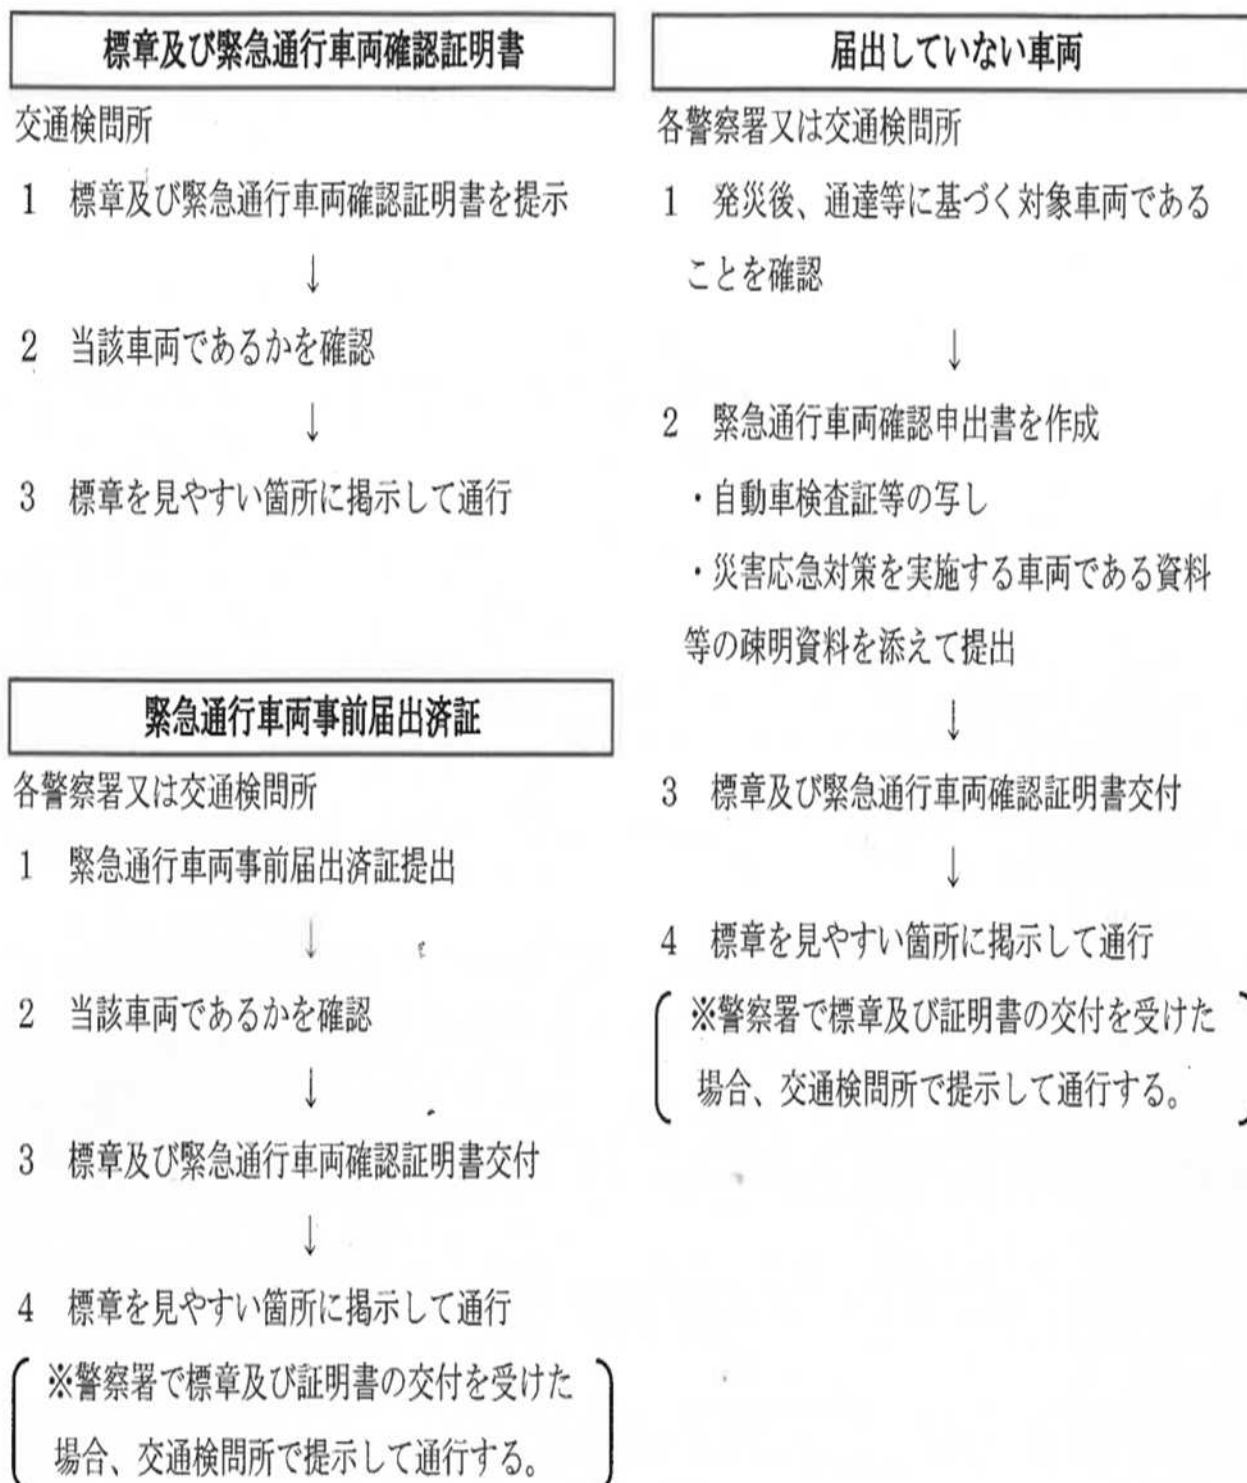 標章及び緊急通行車両確認証明書
交通検問所
1 標章及び緊急通行車両確認証明書を提示
↓
2 当該車両であるかを確認
↓
3 標章を見やすい箇所に掲示して通行
緊急通行車両事前届出済証
各警察署又は交通検問所
1 緊急通行車両事前届出済証提出
↓
2 当該車両であるかを確認
↓
3 標章及び緊急通行車両確認証明書交付
↓
4 標章を見やすい箇所に掲示して通行
※警察署で標章及び証明書の交付を受けた
場合、交通検問所で提示して通行する。
届出していない車両
各警察署又は交通検問所
1 発災後、通達等に基づく対象車両である
ことを確認
↓
2 緊急通行車両確認申出書を作成
・自動車検査証等の写し
・災害応急対策を実施する車両である資料
等の疎明資料を添えて提出
↓
3 標章及び緊急通行車両確認証明書交付
↓
4 標章を見やすい箇所に掲示して通行
※警察署で標章及び証明書の交付を受けた
場合、交通検問所で提示して通行する。